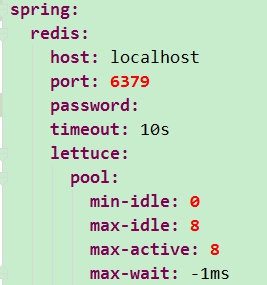 spring:
  redis:
    host: localhost
    port: 6379
    password:
    timeout: 10s
    lettuce:
      pool:
        min-idle: 0
        max-idle: 8
        max-active: 8
        max-wait: -1ms